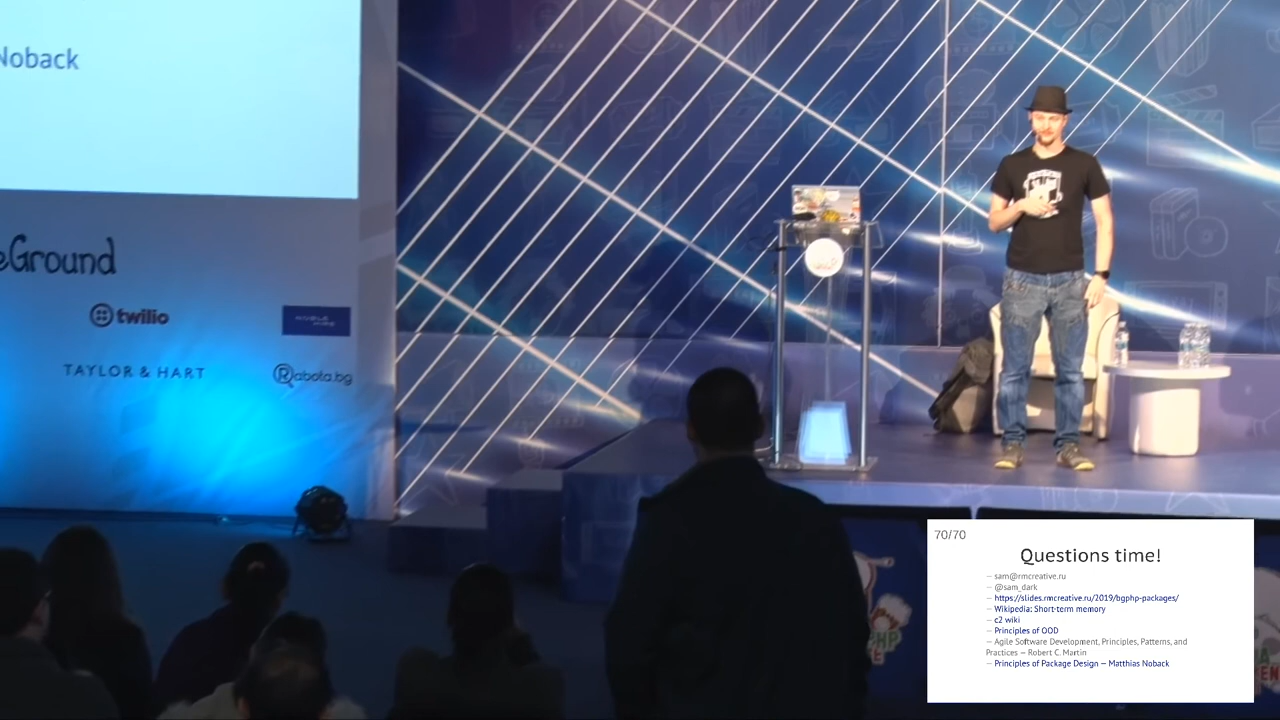 Noback
eGround
twilio
TAYLOR & HART
Rabota.bg
70/70
Questions time!
— sam@rmcreative.ru
— @sam_dark
— https://slides.rmcreative.ru/2019/bgphp-packages/
— Wikipedia: Short-term memory
— c2 wiki
— Principles of OOD
— Agile Software Development, Principles, Patterns, and
Practices — Robert C. Martin
— Principles of Package Design — Matthias Noback